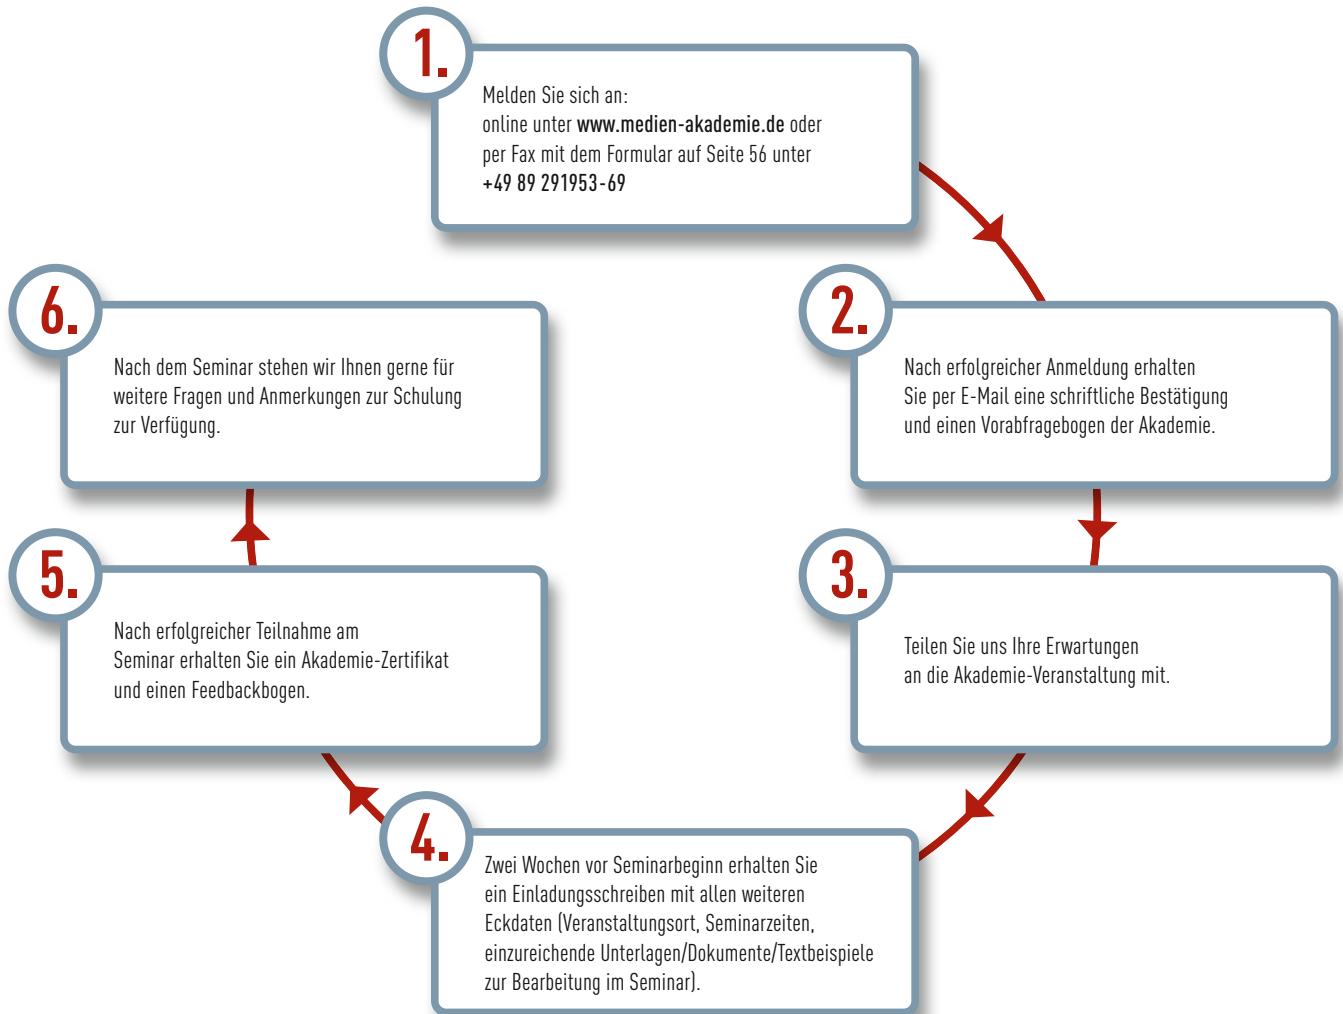 1.
Melden Sie sich an:
online unter www.medien-akademie.de oder
per Fax mit dem Formular auf Seite 56 unter
+49 89 291953-69
2.
Nach erfolgreicher Anmeldung erhalten
Sie per E-Mail eine schriftliche Bestätigung
und einen Vorabfragebogen der Akademie.
3.
Teilen Sie uns Ihre Erwartungen
an die Akademie-Veranstaltung mit.
4.
Zwei Wochen vor Seminarbeginn erhalten Sie
ein Einladungsschreiben mit allen weiteren
Eckdaten (Veranstaltungsort, Seminarzeiten,
einzureichende Unterlagen/Dokumente/Textbeispiele
zur Bearbeitung im Seminar).
5.
Nach erfolgreicher Teilnahme am
Seminar erhalten Sie ein Akademie-Zertifikat
und einen Feedbackbogen.
6.
Nach dem Seminar stehen wir Ihnen gerne für
weitere Fragen und Anmerkungen zur Schulung
zur Verfügung.